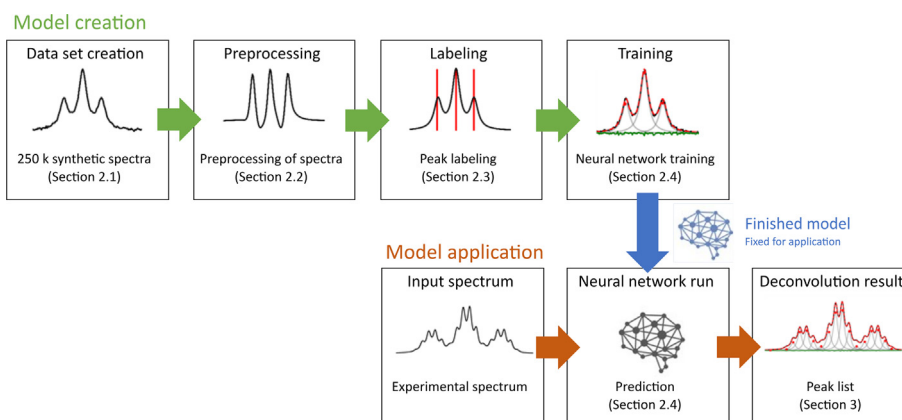 Model creation
Data set creation
250 k synthetic spectra
(Section 2.1)
Preprocessing
Preprocessing of spectra
(Section 2.2)
Labeling
Peak labeling
(Section 2.3)
Training
Neural network training
(Section 2.4)
Finished model
Fixed for application
Model application
Input spectrum
Experimental spectrum
Neural network run
Prediction
(Section 2.4)
Deconvolution result
Peak list
(Section 3)